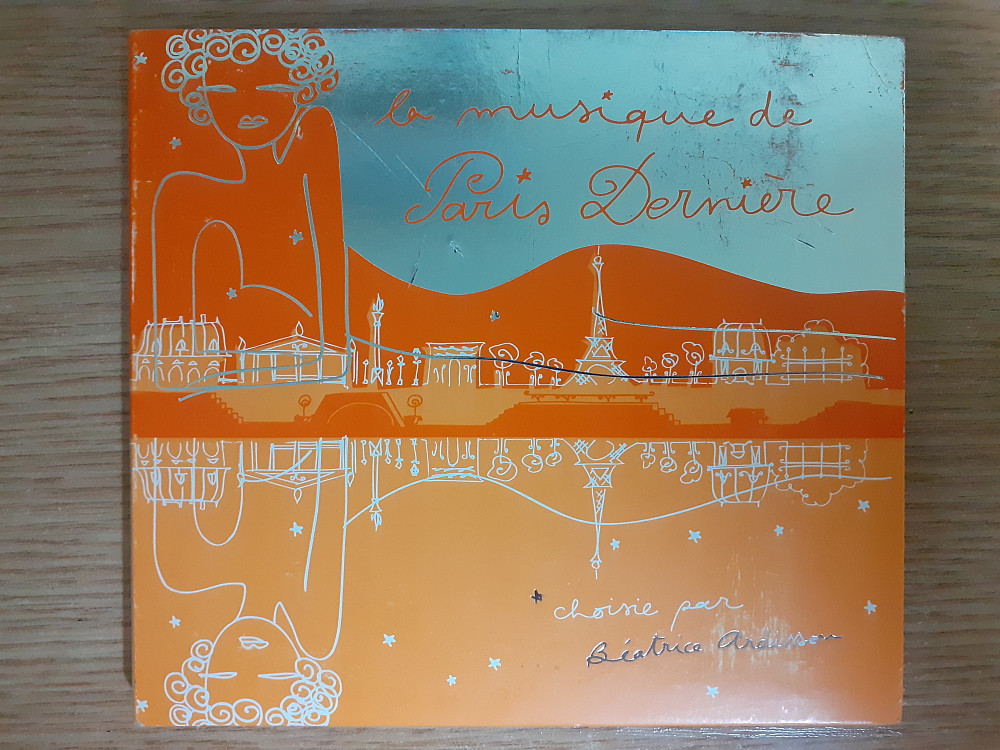 la musique de
Paris Dernière
choisie par
Béatrice Ardisson